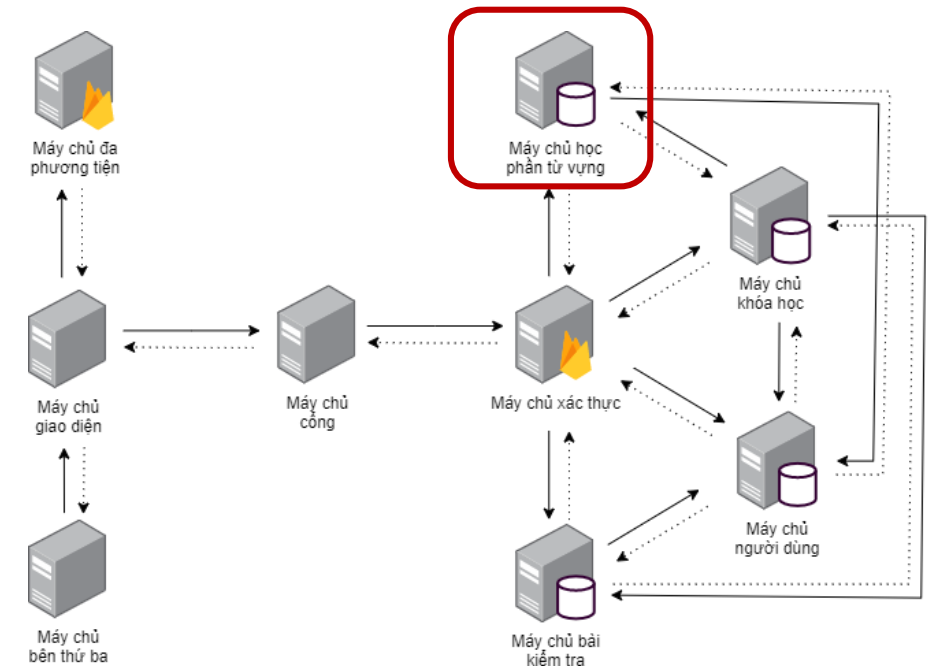 Máy chủ đa
phương tiện
Máy chủ học
phần từ vựng
Máy chủ
khóa học
Máy chủ
giao diện
Máy chủ
cổng
Máy chủ xác thực
Máy chủ
người dùng
Máy chủ
bên thứ ba
Máy chủ bài
kiểm tra